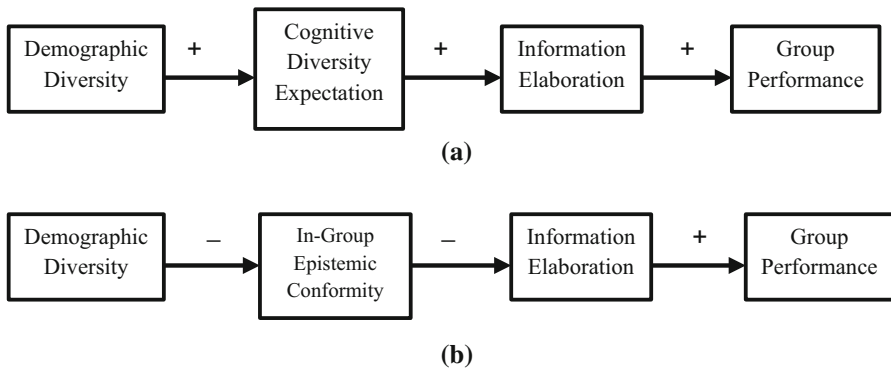 Demographic
Diversity
+
Cognitive
Diversity
Expectation
+
Information
Elaboration
+
Group
Performance
(a)
Demographic
Diversity
–
In-Group
Epistemic
Conformity
–
Information
Elaboration
+
Group
Performance
(b)